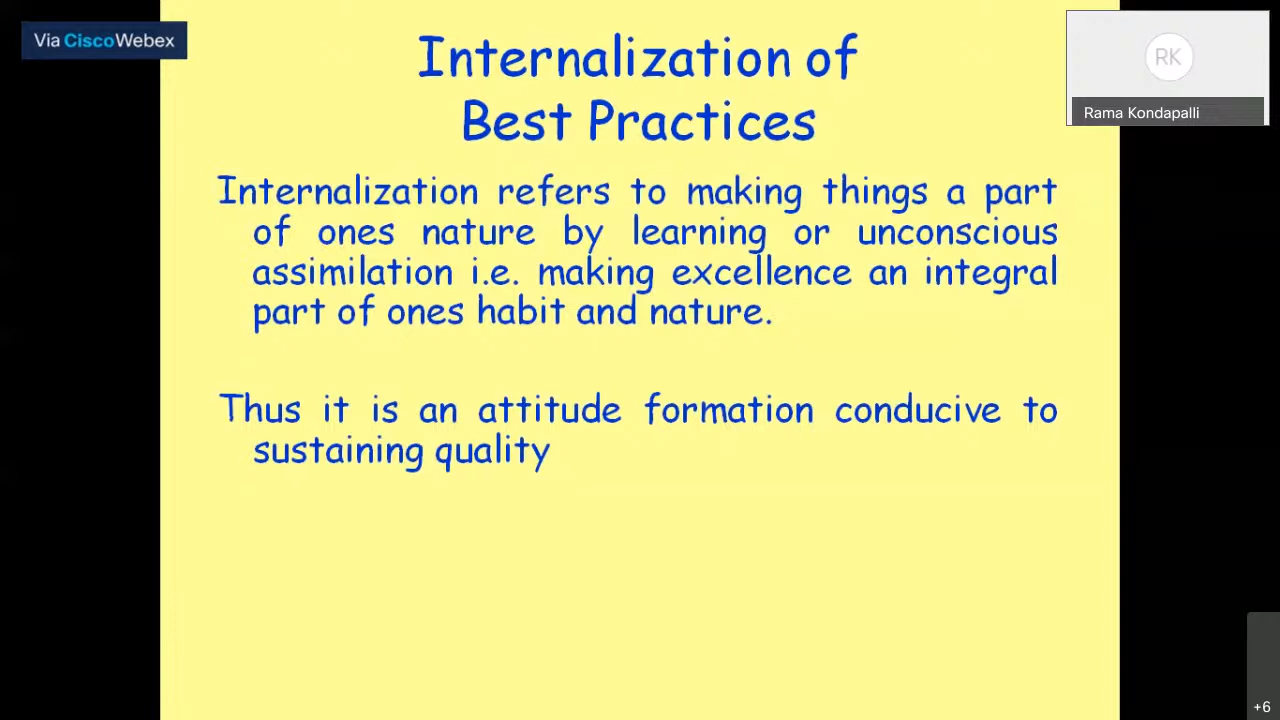 Via CiscoWebex
RK
Rama Kondapalli
Internalization of
Best Practices
Internalization refers to making things a part
of ones nature by learning or unconscious
assimilation i.e. making excellence an integral
part of ones habit and nature.
Thus it is an attitude formation conducive to
sustaining quality
+6